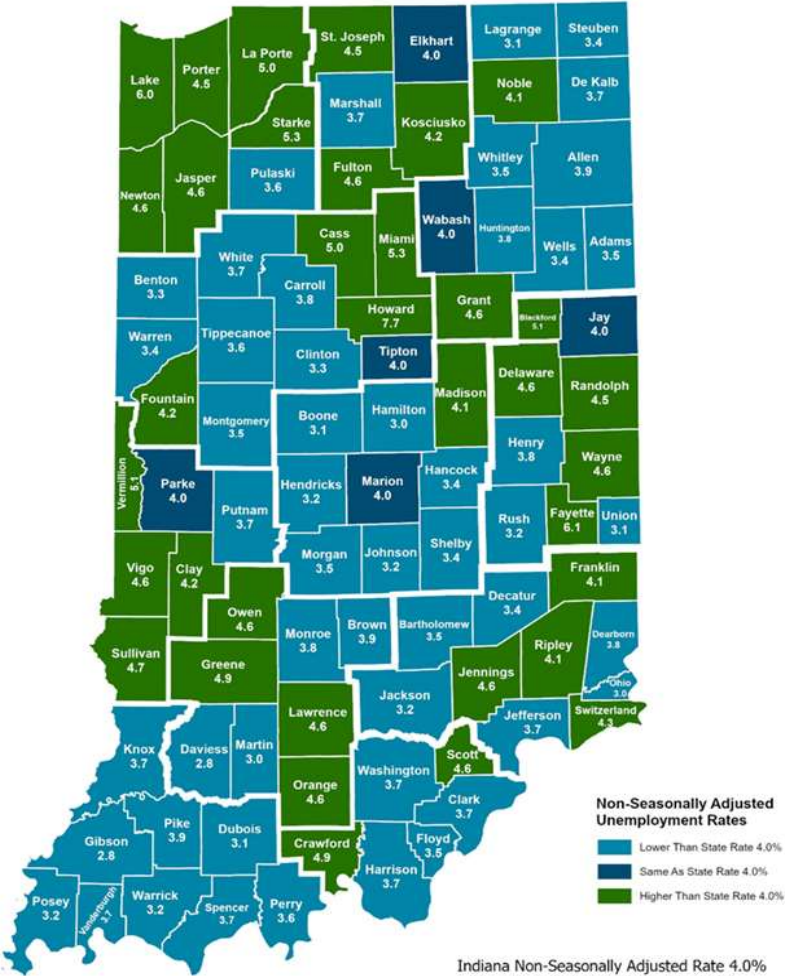 St. Joseph
4.5
Elkhart
4.0
Lagrange
3.1
Steuben
3.4
La Porte
5.0
Porter
4.5
Lake
6.0
Noble
4.1
De Kalb
3.7
Marshall
3.7
Starke
5.3
Kosciusko
4.2
Whitley
3.5
Allen
3.9
Newton
4.6
Jasper
4.6
Pulaski
3.6
Fulton
4.6
Wabash
4.0
Huntington
3.8
Wells
3.4
Adams
3.5
Cass
5.0
Miami
5.3
White
3.7
Benton
3.3
Carroll
3.8
Howard
7.7
Grant
4.6
Blackford
5.1
Jay
4.0
Warren
3.4
Tippecanoe
3.6
Clinton
3.3
Tipton
4.0
Madison
4.1
Delaware
4.6
Randolph
4.5
Fountain
4.2
Montgomery
3.5
Boone
3.1
Hamilton
3.0
Henry
3.8
Wayne
4.6
Vermillion
5.1
Parke
4.0
Putnam
3.7
Hendricks
3.2
Marion
4.0
Hancock
3.4
Rush
3.2
Fayette
6.1
Union
3.1
Vigo
4.6
Clay
4.2
Morgan
3.5
Johnson
3.2
Shelby
3.4
Franklin
4.1
Owen
4.6
Monroe
3.8
Brown
3.9
Bartholomew
3.5
Decatur
3.4
Dearborn
3.8
Ripley
4.1
Sullivan
4.7
Greene
4.9
Jennings
4.6
Ohio
3.0
Jackson
3.2
Lawrence
4.6
Jefferson
3.7
Switzerland
4.3
Knox
3.7
Daviess
2.8
Martin
3.0
Scott
4.6
Washington
3.7
Orange
4.6
Clark
3.7
Pike
3.9
Dubois
3.1
Gibson
2.8
Floyd
3.5
Crawford
4.9
Harrison
3.7
Posey
3.2
Vanderburgh
3.7
Warrick
3.2
Spencer
3.7
Perry
3.6
Non-Seasonally Adjusted
Unemployment Rates
Lower Than State Rate 4.0%
Same As State Rate 4.0%
Higher Than State Rate 4.0%
Indiana Non-Seasonally Adjusted Rate 4.0%